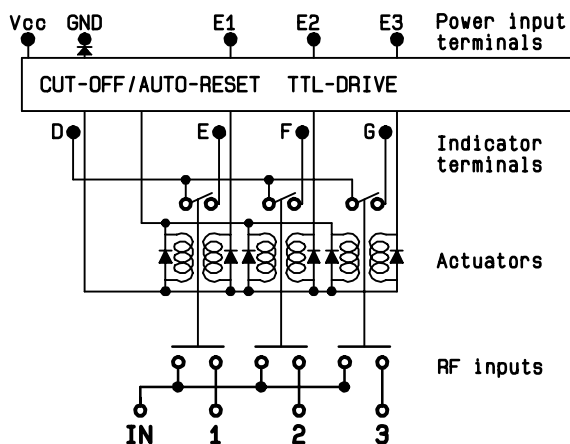 Vcc GND E1 E2 E3 Power input
terminals
CUT-OFF/AUTO-RESET TTL-DRIVE
D E F G Indicator
terminals
Actuators
RF inputs
IN 1 2 3